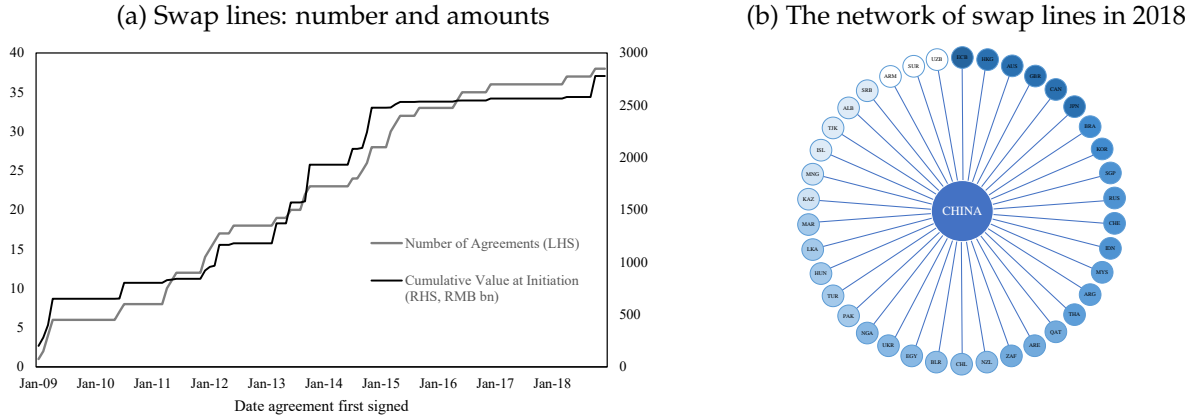 (a) Swap lines: number and amounts
40
35
30
25
20
15
10
5
0
3000
2500
2000
1500
1000
500
0
Number of Agreements (LHS)
Cumulative Value at Initiation
(RHS, RMB bn)
Jan-09 Jan-10 Jan-11 Jan-12 Jan-13 Jan-14 Jan-15 Jan-16 Jan-17 Jan-18
Date agreement first signed
(b) The network of swap lines in 2018
CHINA
ECB
HKG
AUS
GBR
CAN
JPN
BRA
KOR
SGP
RUS
CHE
IDN
MYS
ARG
THA
QAT
ARE
ZAF
NZL
CHL
BLR
EGY
UKR
NGA
PAK
TUR
HUN
LKA
MAR
KAZ
MNG
ISL
TJK
ALB
SRB
ARM
SUR
UZB